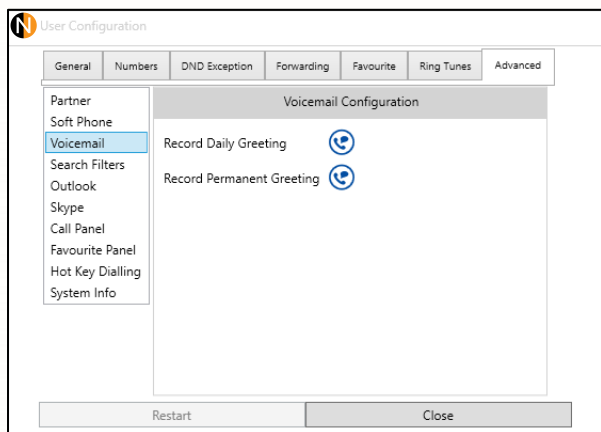 N User Configuration
General Numbers DND Exception Forwarding Favourite Ring Tunes Advanced
Partner
Soft Phone
Voicemail
Search Filters
Outlook
Skype
Call Panel
Favourite Panel
Hot Key Dialling
System Info
Voicemail Configuration
Record Daily Greeting
Record Permanent Greeting
Restart Close